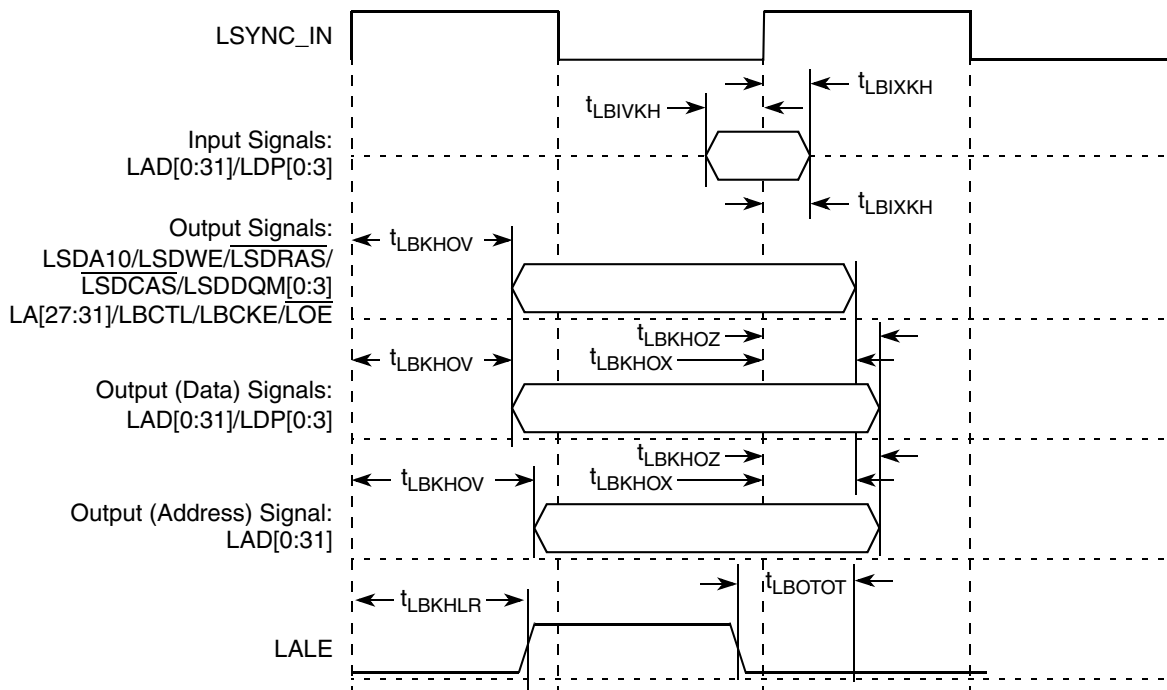 LSYNC_IN
tLBIXKH
tLBIVKH
Input Signals:
LAD[0:31]/LDP[0:3]
tLBIXKH
Output Signals:
tLBKHOV
LSDA10/LSDWE/LSDRAS/
LSDCAS/LSDDQM[0:3]
LA[27:31]/LBCTL/LBCKE/LOE
tLBKHOZ
tLBKHOV
tLBKHOX
Output (Data) Signals:
LAD[0:31]/LDP[0:3]
tLBKHOZ
tLBKHOV
tLBKHOX
Output (Address) Signal:
LAD[0:31]
tLBOTOT
tLBKHLR
LALE